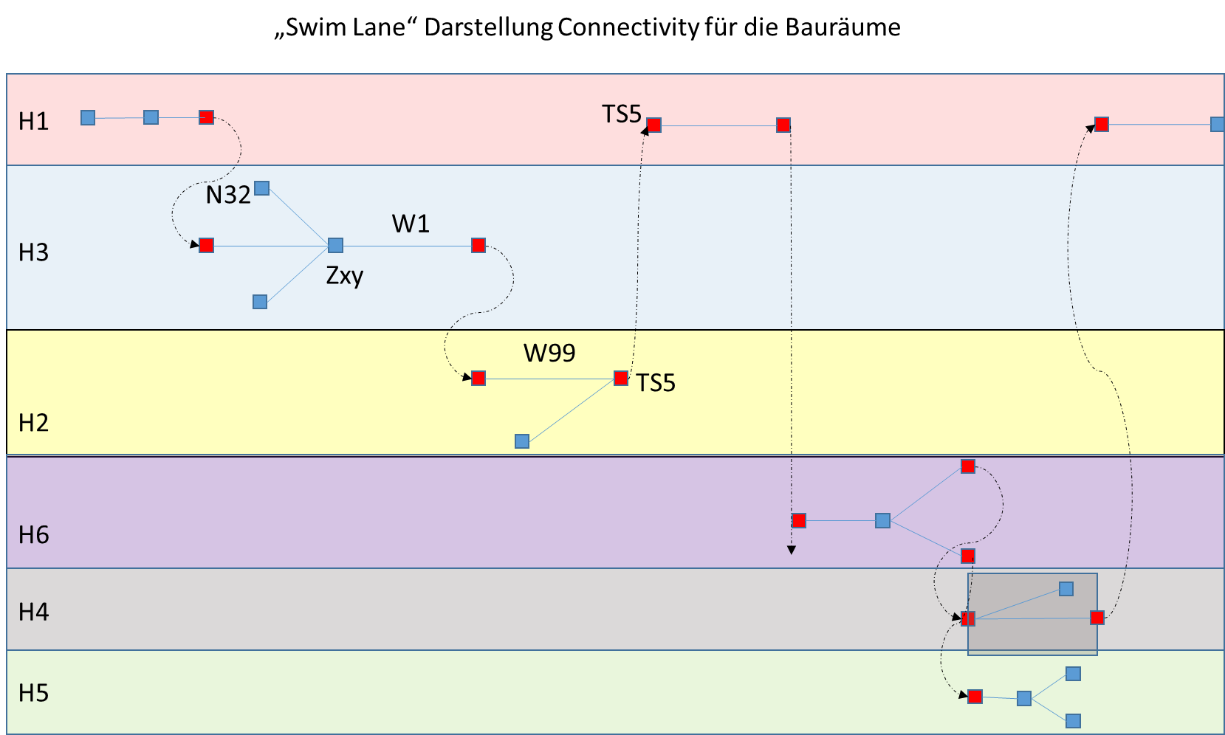 „Swim Lane“ Darstellung Connectivity für die Bauräume
H1
TS5
N32
W1
H3
Zxy
W99
TS5
H2
H6
H4
H5